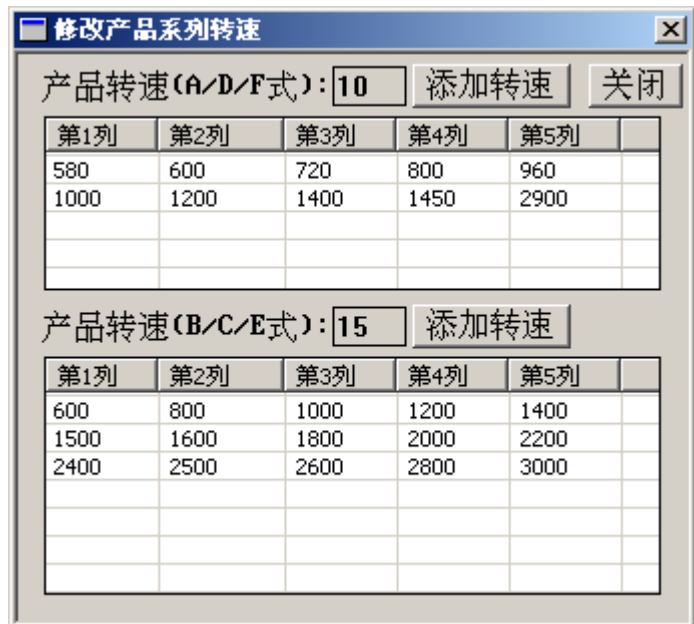 修改产品系列转速
产品转速(A/D/F式):10 添加转速 关闭
第1列 第2列 第3列 第4列 第5列
580 600 720 800 960
1000 1200 1400 1450 2900
产品转速(B/C/E式):15 添加转速
第1列 第2列 第3列 第4列 第5列
600 800 1000 1200 1400
1500 1600 1800 2000 2200
2400 2500 2600 2800 3000